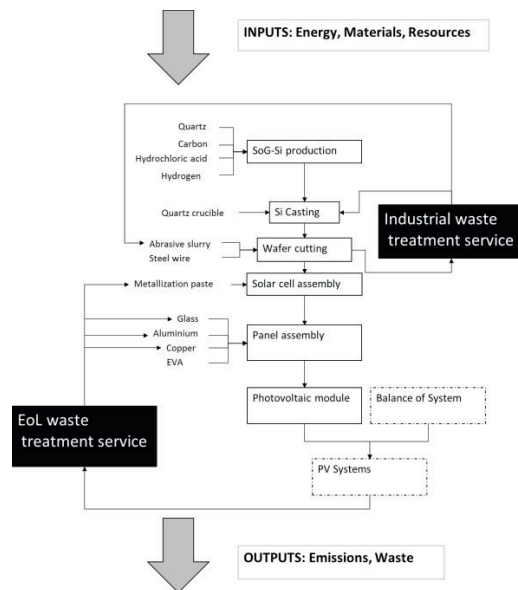 INPUTS: Energy, Materials, Resources
Quartz
Carbon
Hydrochloric acid
Hydrogen
SoG-Si production
Quartz crucible
Si Casting
Industrial waste
treatment service
Abrasive slurry
Steel wire
Wafer cutting
Metallization paste
Solar cell assembly
Glass
Aluminium
Copper
EVA
Panel assembly
EoL waste
treatment service
Photovoltaic module
Balance of System
PV Systems
OUTPUTS: Emissions, Waste